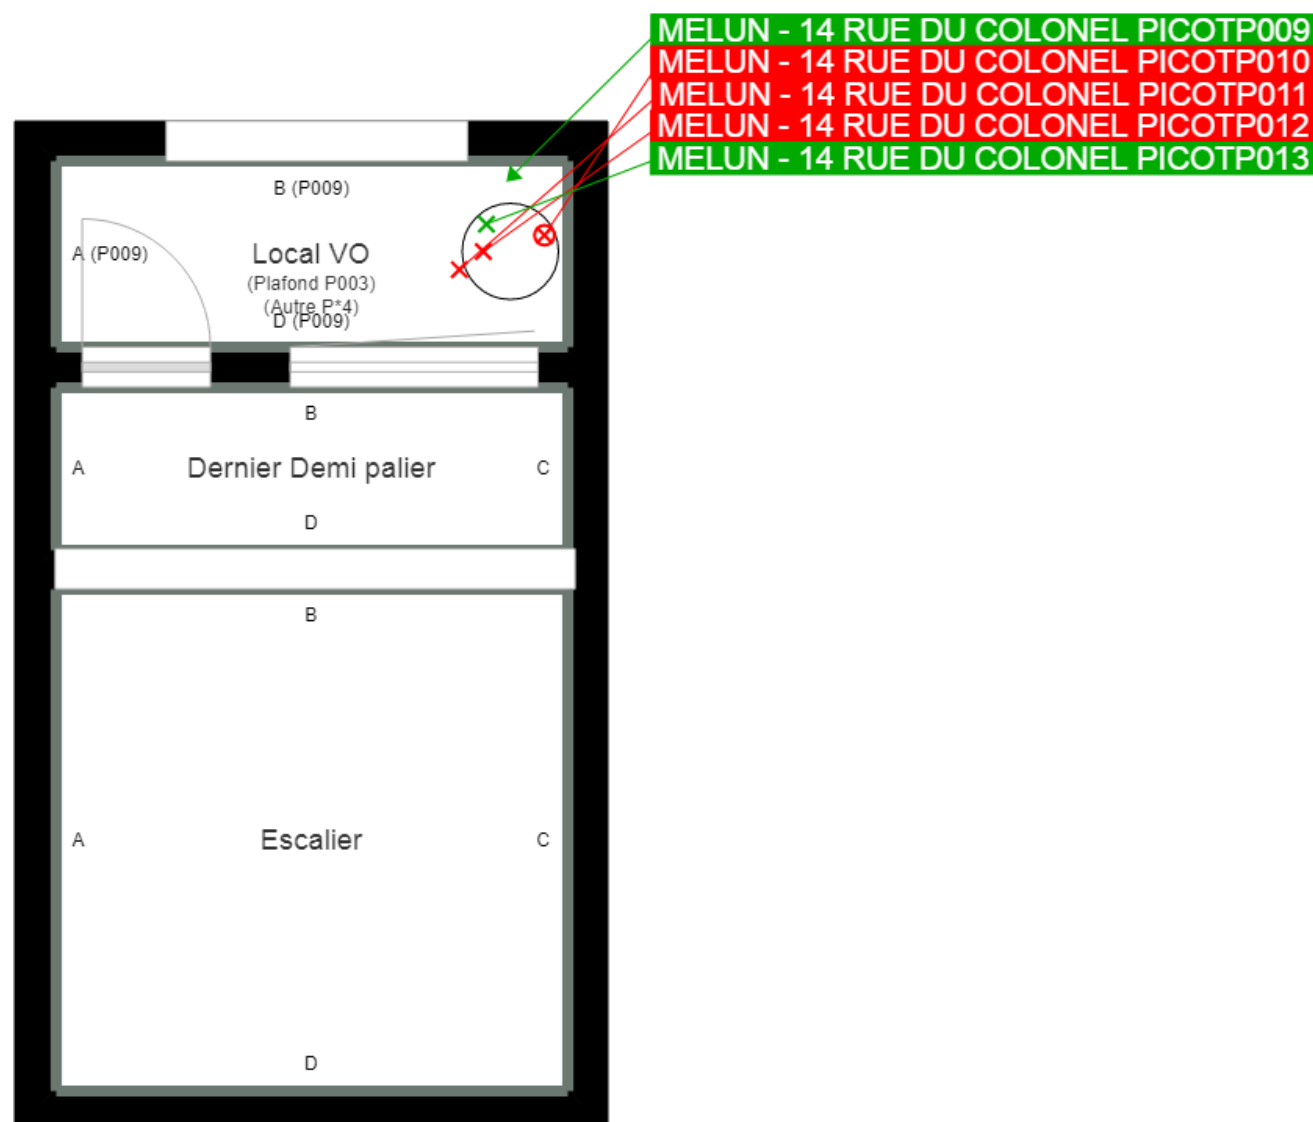 MELUN - 14 RUE DU COLONEL PICOTP009
MELUN - 14 RUE DU COLONEL PICOTP010
MELUN - 14 RUE DU COLONEL PICOTP011
MELUN - 14 RUE DU COLONEL PICOTP012
MELUN - 14 RUE DU COLONEL PICOTP013
B (P009)
A (P009)
Local VO
(Plafond P003)
(Autre P*4)
D (P009)
B
A
Dernier Demi palier
C
D
B
A
Escalier
C
D